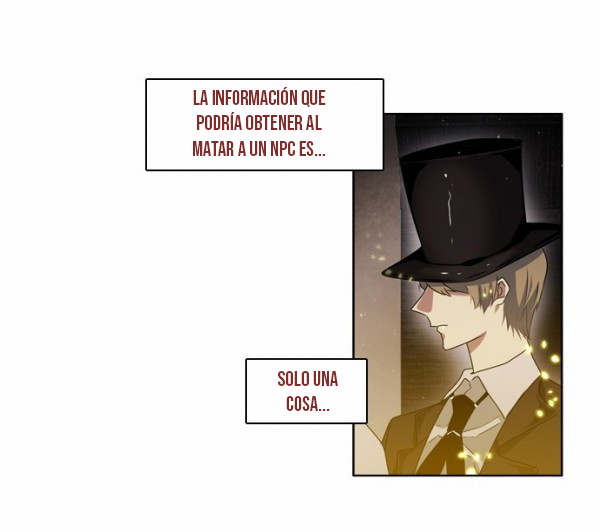 LA INFORMACIÓN QUE
PODRÍA OBTENER AL
MATAR A UN NPC ES...
SOLO UNA
COSA...